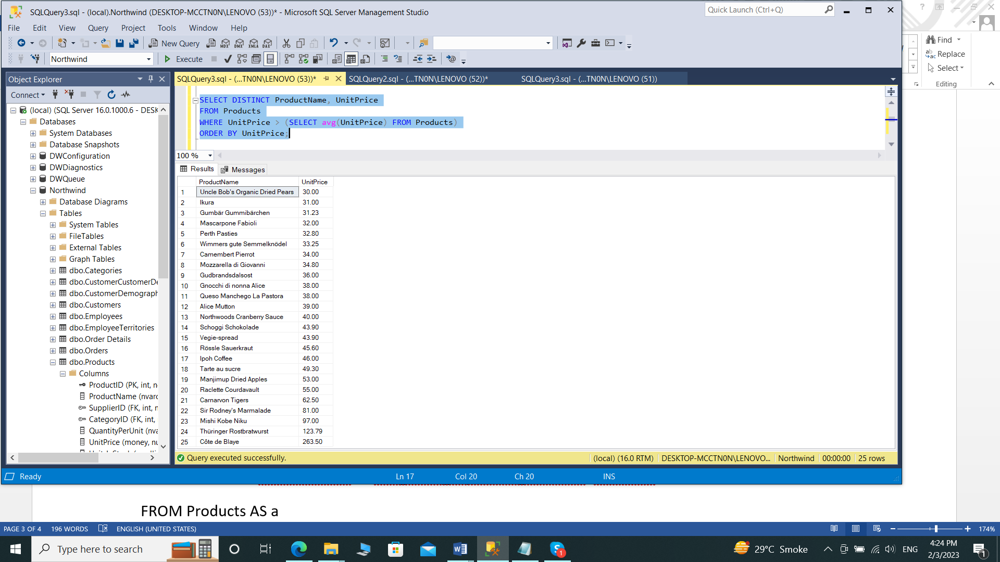 SQLQuery3.sql - (local).Northwind (DESKTOP-MCCTN0N\LENOVO (53))* - Microsoft SQL Server Management Studio
Quick Launch (Ctrl+Q)
File Edit View Query Project Tools Window Help
New Query MDX DMX XMLA DAX
Northwind Execute
Find
Replace
Select
Editing
Object Explorer
Connect
(local) (SQL Server 16.0.1000.6 - DESK
Databases
System Databases
Database Snapshots
DWConfiguration
DWDiagnostics
DWQueue
Northwind
Database Diagrams
Tables
System Tables
FileTables
External Tables
Graph Tables
dbo.Categories
dbo.CustomerCustomerDe
dbo.CustomerDemograph
dbo.Customers
dbo.Employees
dbo.EmployeeTerritories
dbo.Order Details
dbo.Orders
dbo.Products
Columns
ProductID (PK, int, n
ProductName (nvarc
SupplierID (FK, int, n
CategoryID (FK, int,
QuantityPerUnit (nva
UnitPrice (money, nu
SQLQuery3.sql - (...TN0N\LENOVO (53))* SQLQuery2.sql - (...TN0N\LENOVO (52))* SQLQuery3.sql - (...TN0N\LENOVO (51))
SELECT DISTINCT ProductName, UnitPrice
FROM Products
WHERE UnitPrice > (SELECT avg(UnitPrice) FROM Products)
ORDER BY UnitPrice;
100 %
Results Messages
ProductName UnitPrice
1 Uncle Bob's Organic Dried Pears 30.00
2 Ikura 31.00
3 Gumbär Gummibärchen 31.23
4 Mascarpone Fabioli 32.00
5 Perth Pasties 32.80
6 Wimmers gute Semmelknödel 33.25
7 Camembert Pierrot 34.00
8 Mozzarella di Giovanni 34.80
9 Gudbrandsdalsost 36.00
10 Gnocchi di nonna Alice 38.00
11 Queso Manchego La Pastora 38.00
12 Alice Mutton 39.00
13 Northwoods Cranberry Sauce 40.00
14 Schoggi Schokolade 43.90
15 Vegie-spread 43.90
16 Rössle Sauerkraut 45.60
17 Ipoh Coffee 46.00
18 Tarte au sucre 49.30
19 Manjimup Dried Apples 53.00
20 Raclette Courdavault 55.00
21 Carnarvon Tigers 62.50
22 Sir Rodney's Marmalade 81.00
23 Mishi Kobe Niku 97.00
24 Thüringer Rostbratwurst 123.79
25 Côte de Blaye 263.50
Query executed successfully. (local) (16.0 RTM) DESKTOP-MCCTN0N\LENOVO... Northwind 00:00:00 25 rows
Ready Ln 17 Col 20 Ch 20 INS
FROM Products AS a
PAGE 3 OF 4 196 WORDS ENGLISH (UNITED STATES) 174%
Type here to search 29°C Smoke ENG 4:24 PM
2/3/2023
1